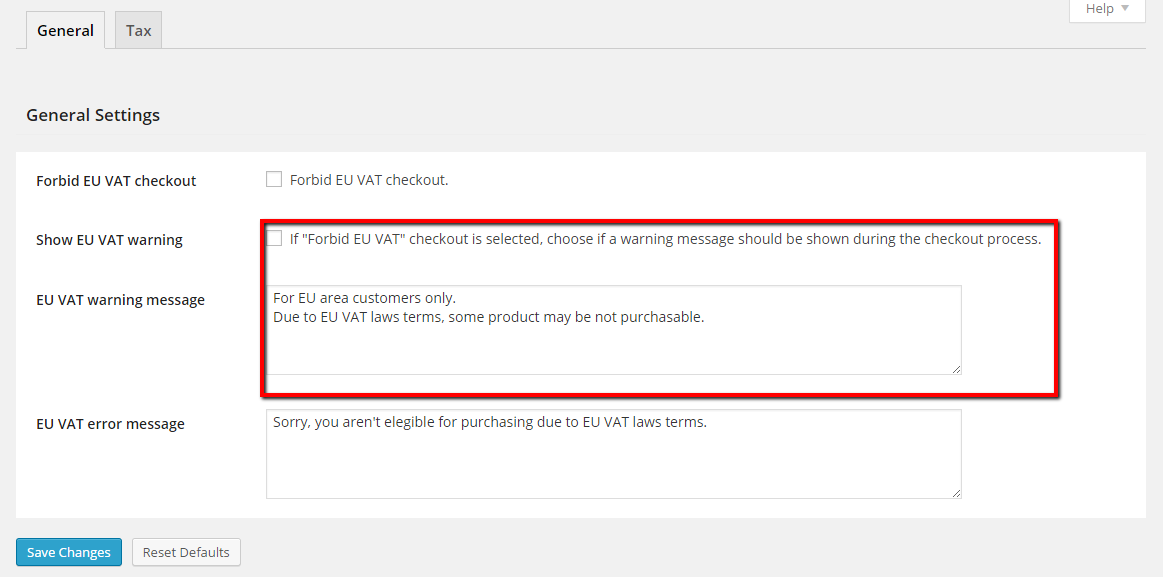 General
Tax
Help
General Settings
Forbid EU VAT checkout
Forbid EU VAT checkout.
Show EU VAT warning
If "Forbid EU VAT" checkout is selected, choose if a warning message should be shown during the checkout process.
EU VAT warning message
For EU area customers only.
Due to EU VAT laws terms, some product may be not purchasable.
EU VAT error message
Sorry, you aren't elegible for purchasing due to EU VAT laws terms.
Save Changes
Reset Defaults